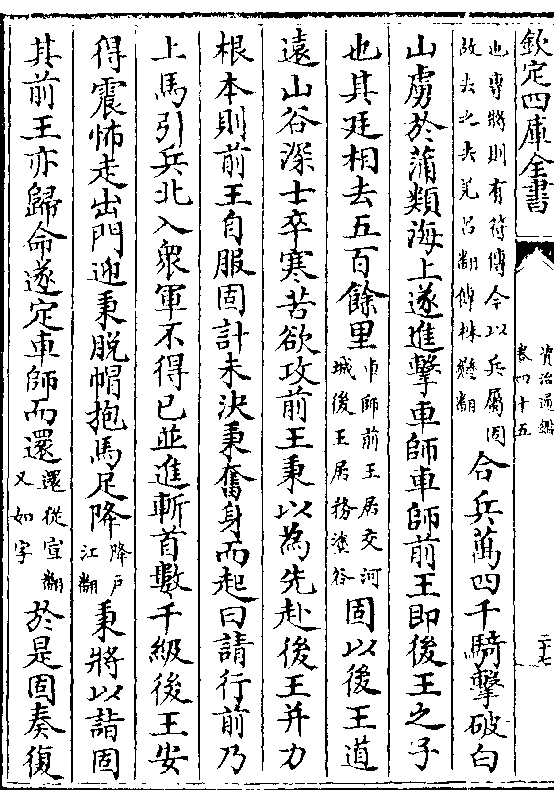 欽定四庫全書
資治通鑑
卷四十五
二十七
也專將則有符傳今以兵屬固
故去之去羌呂翻傳株戀翻
合兵萬四千騎擊破白
山虜於蒲類海上遂進擊車師車師前王即後王之子
也其廷相去五百餘里
車師前王居交河
城後王居務塗谷
固以後王道
遠山谷深士卒寒苦欲攻前王秉以為先赴後王并力
根本則前王自服固計未決秉奮身而起曰請行前乃
上馬引兵北入衆軍不得已並進斬首數千級後王安
得震怖走出門迎秉脱帽抱馬足降
降戸
江翻
秉將以詣固
其前王亦歸命遂定車師而還
還從宣翻
又如字
於是固奏復